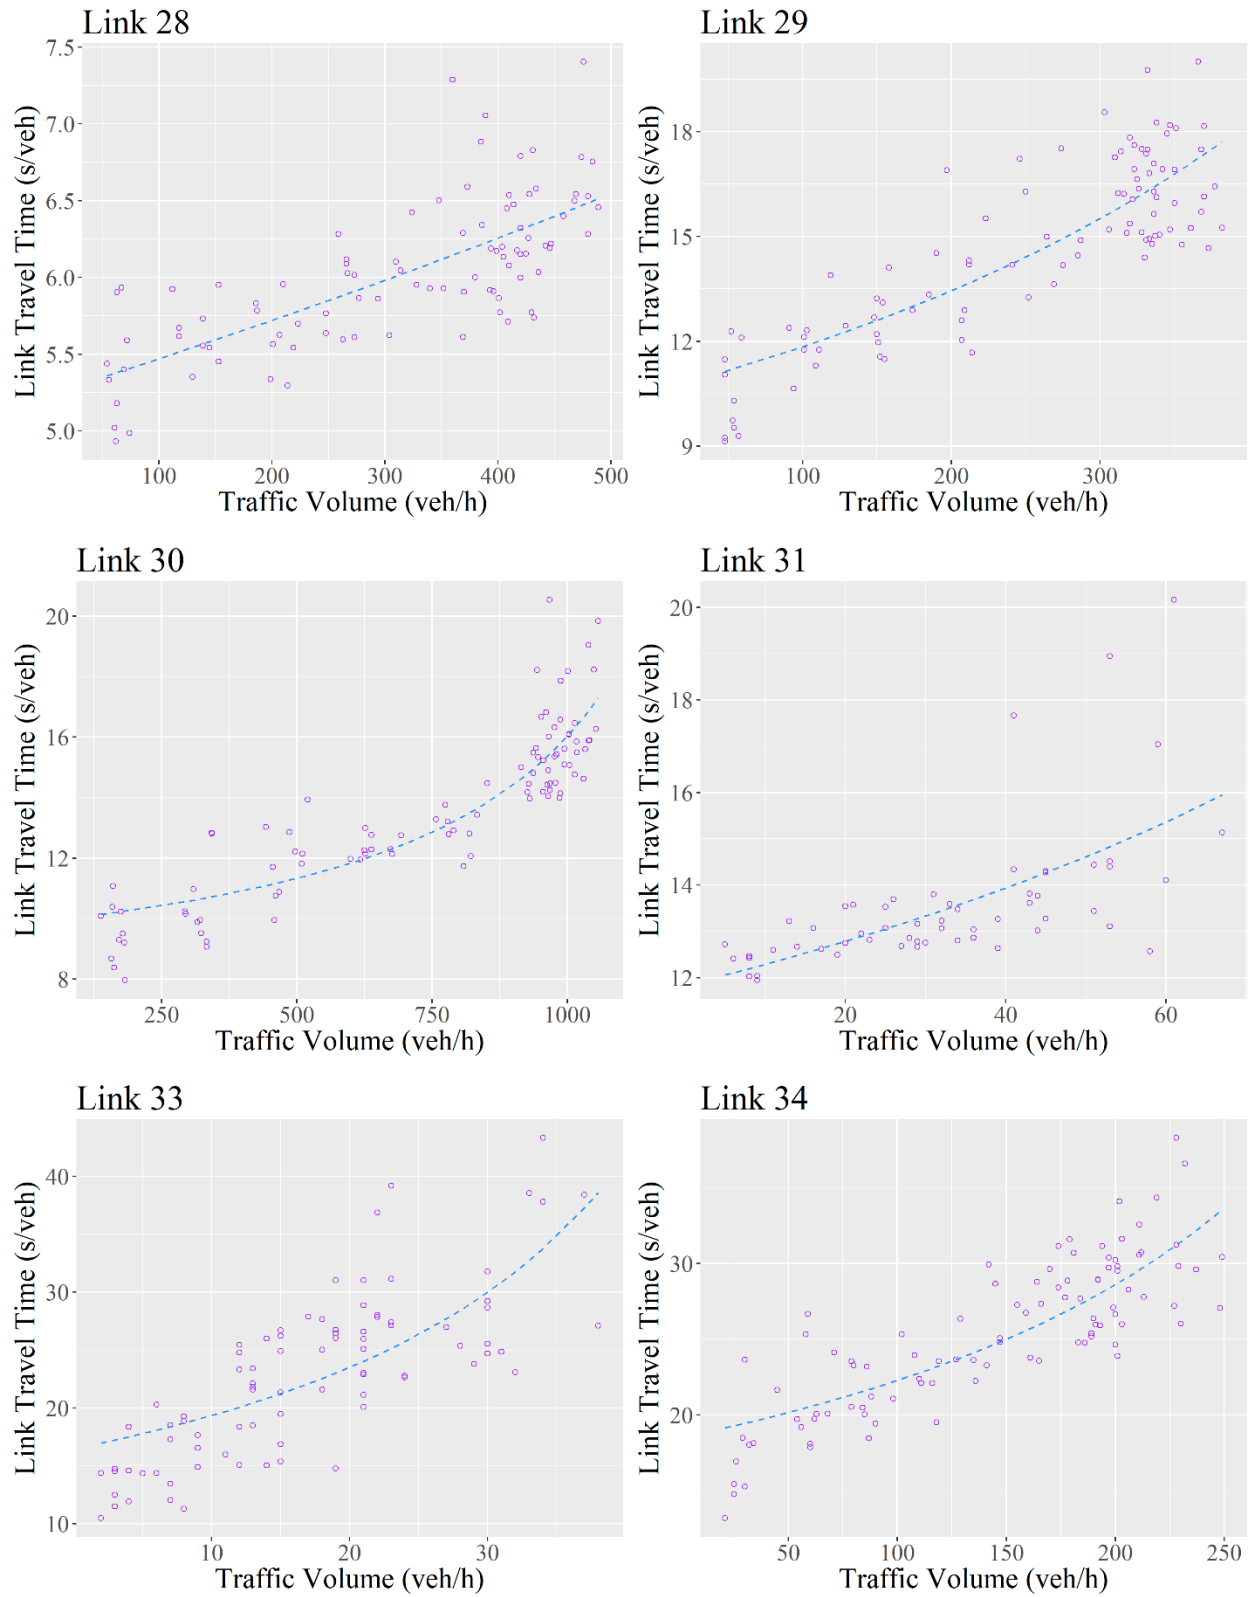 Link 28
Link Travel Time (s/veh)
7.5
7.0
6.5
6.0
5.5
5.0
100 200 300 400 500
Traffic Volume (veh/h)
Link 29
Link Travel Time (s/veh)
18
15
12
9
100 200 300
Traffic Volume (veh/h)
Link 30
Link Travel Time (s/veh)
20
16
12
8
250 500 750 1000
Traffic Volume (veh/h)
Link 31
Link Travel Time (s/veh)
20
18
16
14
12
20 40 60
Traffic Volume (veh/h)
Link 33
Link Travel Time (s/veh)
40
30
20
10
10 20 30
Traffic Volume (veh/h)
Link 34
Link Travel Time (s/veh)
30
20
50 100 150 200 250
Traffic Volume (veh/h)